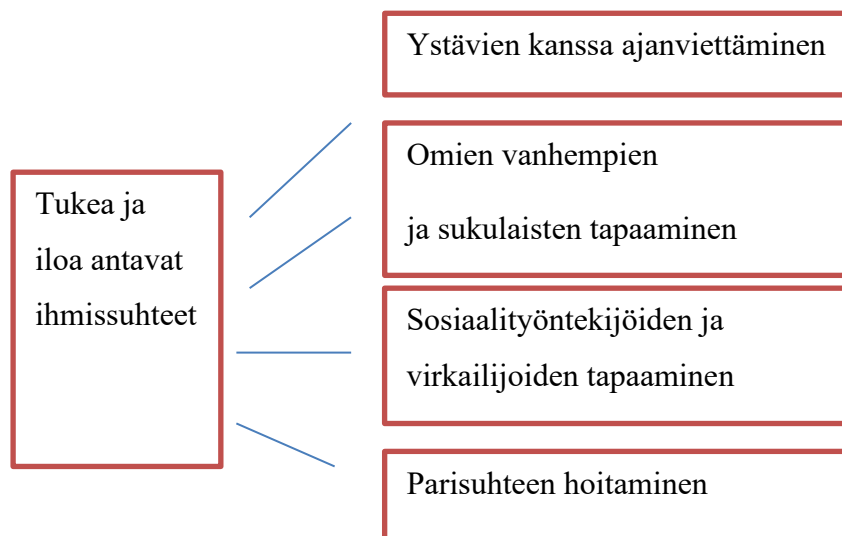 Tukea ja
iloa antavat
ihmissuhteet
Ystävien kanssa ajanviettäminen
Omien vanhempien
ja sukulaisten tapaaminen
Sosiaalityöntekijöiden ja
virkailijoiden tapaaminen
Parisuhteen hoitaminen